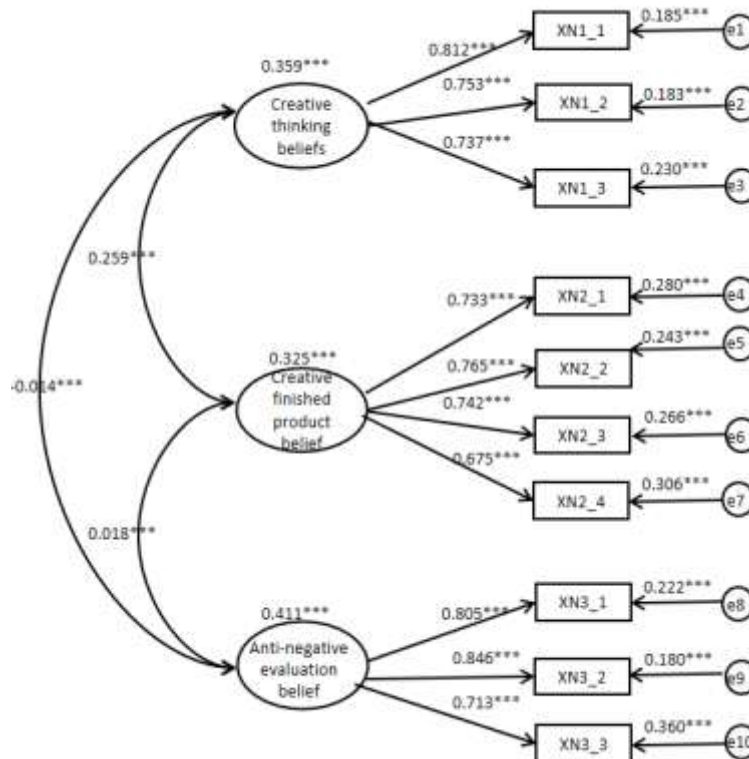 0.185***
e1
XN1_1
0.812***
0.359***
0.753***
0.183***
e2
XN1_2
Creative
thinking
beliefs
0.737***
0.230***
e3
XN1_3
0.259***
0.280***
e4
XN2_1
0.733***
0.243***
e5
0.325***
0.765***
XN2_2
Creative
finished
product
belief
-0.014***
0.742***
0.266***
XN2_3
e6
0.675***
0.306***
XN2_4
e7
0.018***
0.222***
XN3_1
e8
0.411***
0.805***
Anti-negative
evaluation
belief
0.846***
0.180***
XN3_2
e9
0.713***
0.360***
XN3_3
e10